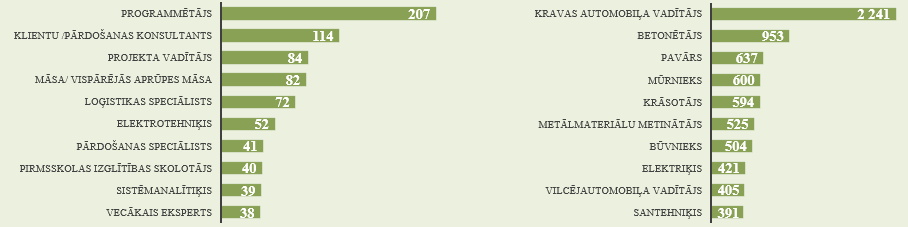 PROGRAMMĒTĀJS 207
KLIENTU /PĀRDOŠANAS KONSULTANTS 114
PROJEKTA VADĪTĀJS 84
MĀSA/ VISPĀRĒJĀS APRŪPES MĀSA 82
LOĢISTIKAS SPECIĀLISTS 72
ELEKTROTEHNIĶIS 52
PĀRDOŠANAS SPECIĀLISTS 41
PIRMSSKOLAS IZGLĪTĪBAS SKOLOTĀJS 40
SISTĒMANALĪTIĶIS 39
VECĀKAIS EKSPERTS 38
KRAVAS AUTOMOBIĻA VADĪTĀJS 2 241
BETONĒTĀJS 953
PAVĀRS 637
MŪRNIEKS 600
KRĀSOTĀJS 594
METĀLMATERIĀLU METINĀTĀJS 525
BŪVNIEKS 504
ELEKTRIĶIS 421
VILCĒJAUTOMOBIĻA VADĪTĀJS 405
SANTEHNIĶIS 391